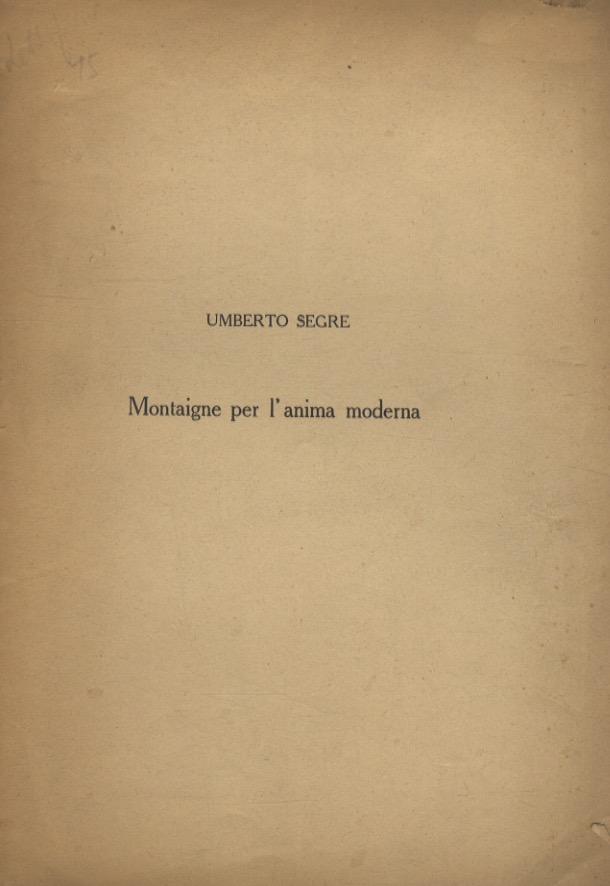 UMBERTO SEGRE
Montaigne per l'anima moderna